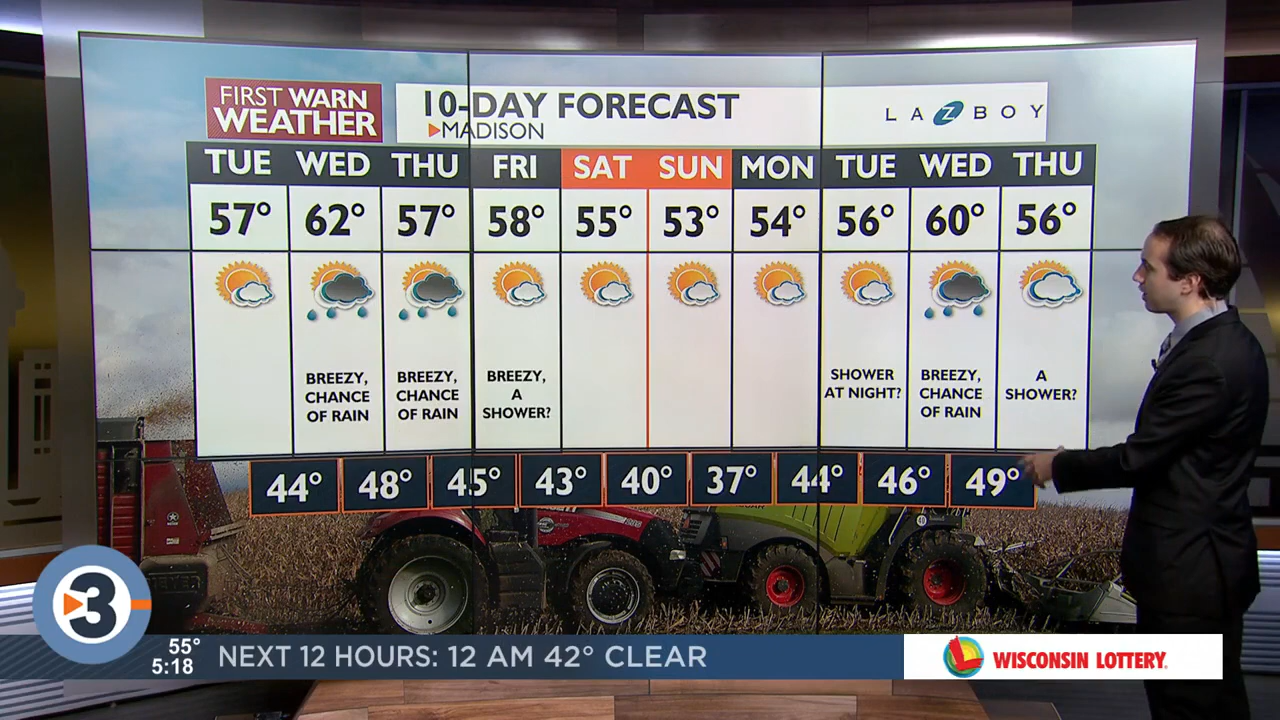 FIRST WARN
WEATHER
10-DAY FORECAST
MADISON
LA Z BOY
TUE WED THU FRI SAT SUN MON TUE WED THU
57° 62° 57° 58° 55° 53° 54° 56° 60° 56°
BREEZY,
CHANCE
OF RAIN
BREEZY,
CHANCE
OF RAIN
BREEZY,
A
SHOWER?
SHOWER
AT NIGHT?
BREEZY,
CHANCE
OF RAIN
A
SHOWER?
44° 48° 45° 43° 40° 37° 44° 46° 49°
3
55°
5:18
NEXT 12 HOURS: 12 AM 42° CLEAR
WISCONSIN LOTTERY